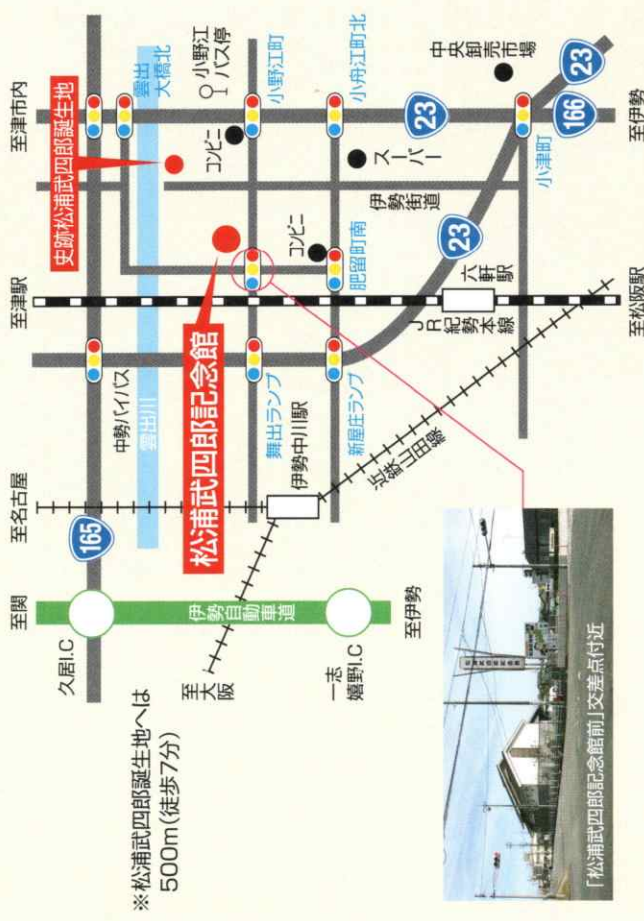 至関
至名古屋
至津駅
至津市内
久居I.C
165
中勢バイパス
雲出川
史跡松浦武四郎誕生地
雲出
大橋北
小野江
バス停
松浦武四郎記念館
コンビニ
小野江町
舞出ランプ
伊勢自動車道
至
大阪
伊勢中川駅
コンビニ
スーパー
小舟江町北
肥留町南
新屋庄ランプ
一志
嬉野I.C
伊勢街道
23
中央
卸売市場
至伊勢
近鉄山田線
JR
紀勢本線
六軒駅
23
小津町
166
23
至松阪駅
至伊勢
※松浦武四郎誕生地へは
500m(徒歩7分)
松浦武四郎記念館
「松浦武四郎記念館前」交差点付近